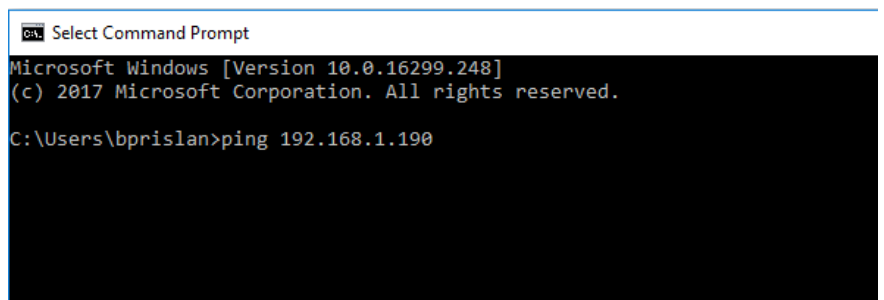 Select Command Prompt
Microsoft Windows [Version 10.0.16299.248]
(c) 2017 Microsoft Corporation. All rights reserved.
C:\Users\bprislan>ping 192.168.1.190